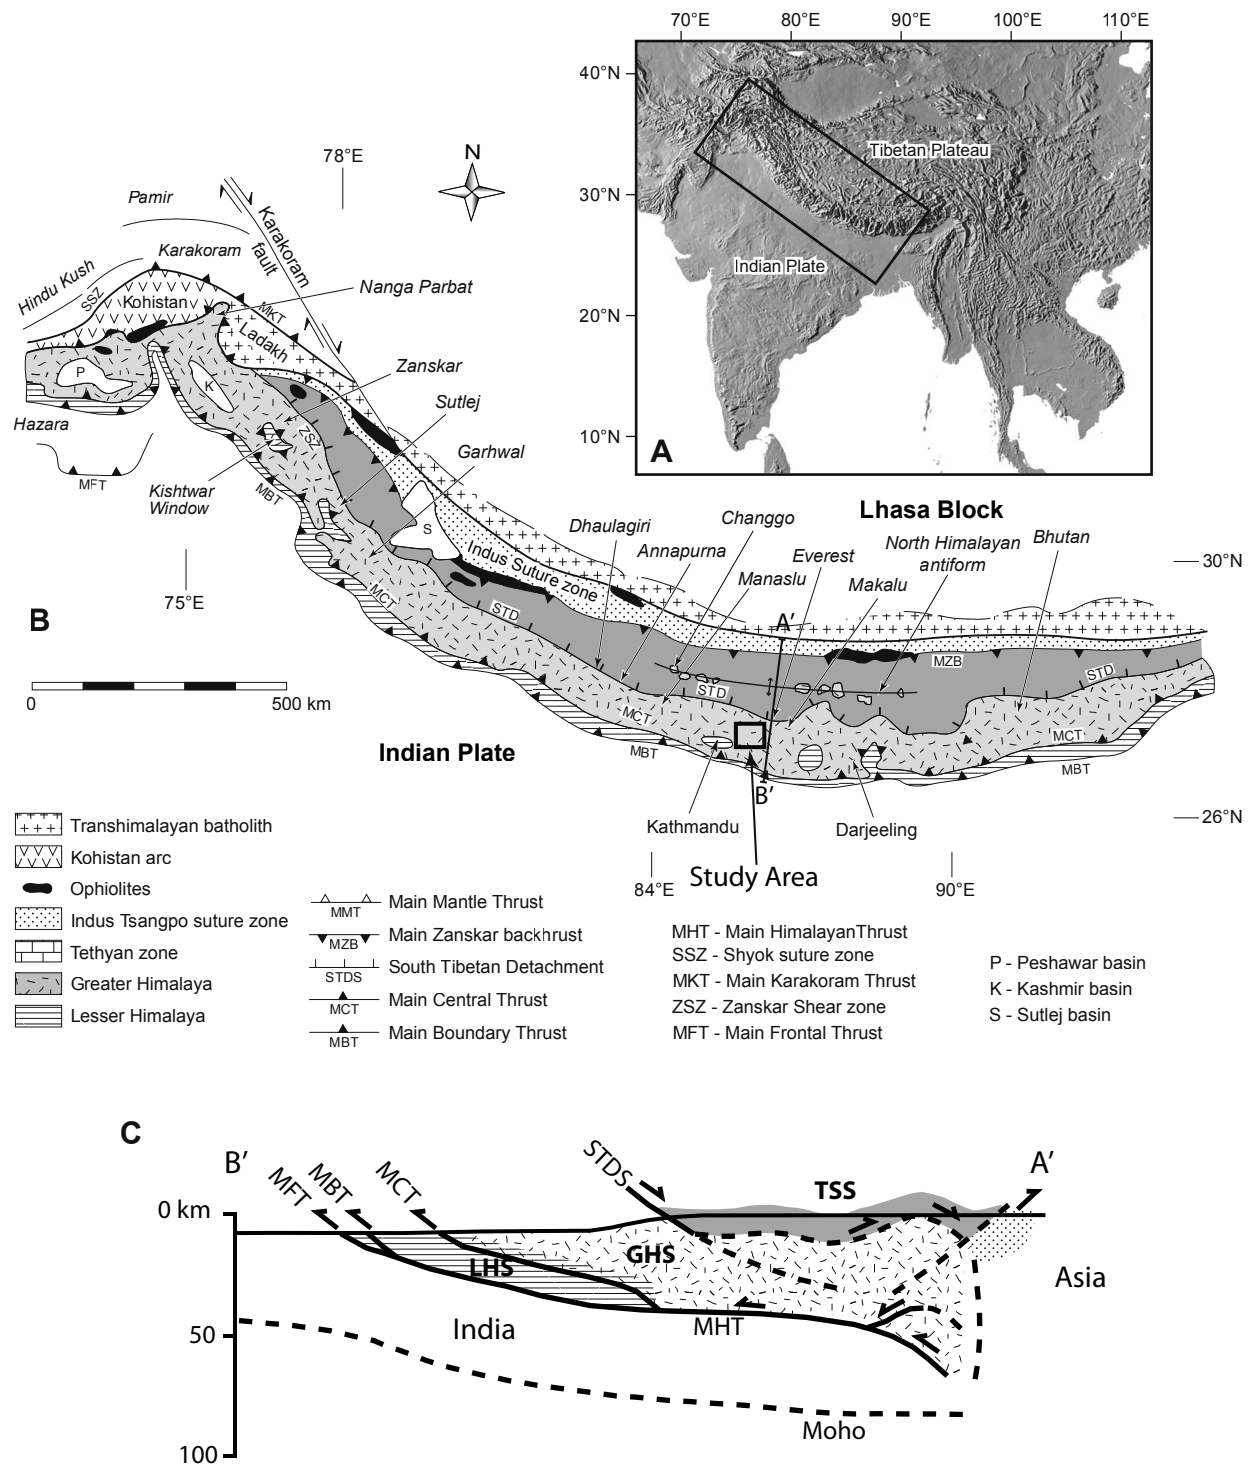 70°E 80°E 90°E 100°E 110°E
40°N
30°N
20°N
10°N
Tibetan Plateau
Indian Plate
A
78°E
N
Pamir
Karakoram
fault
Karakoram
Hindu Kush
SSZ
Kohistan
MKT
Nanga Parbat
Ladakh
Zanskar
P
K
Sutlej
Hazara
ZSZ
Garhwal
MFT
Kishtwar
Window
MBT
S
Lhasa Block
Dhaulagiri
Changgo
Annapurna
Everest
North Himalayan
antiform
Bhutan
Manaslu
Makalu
30°N
75°E
Indus Suture zone
MCT
STD
B
A'
MZB
STD
STD
0 500 km
MCT
MCT
Indian Plate
MBT
MBT
B'
26°N
Kathmandu
Darjeeling
Study Area
84°E
90°E
Transhimalayan batholith
Kohistan arc
Ophiolites
Indus Tsangpo suture zone
Tethyan zone
Greater Himalaya
Lesser Himalaya
MMT Main Mantle Thrust
MZB Main Zanskar backhrust
STDS South Tibetan Detachment
MCT Main Central Thrust
MBT Main Boundary Thrust
MHT - Main HimalayanThrust
SSZ - Shyok suture zone
MKT - Main Karakoram Thrust
ZSZ - Zanskar Shear zone
MFT - Main Frontal Thrust
P - Peshawar basin
K - Kashmir basin
S - Sutlej basin
C
B'
MFT
MBT
MCT
STDS
TSS
A'
0 km
GHS
LHS
Asia
India
MHT
50
Moho
100